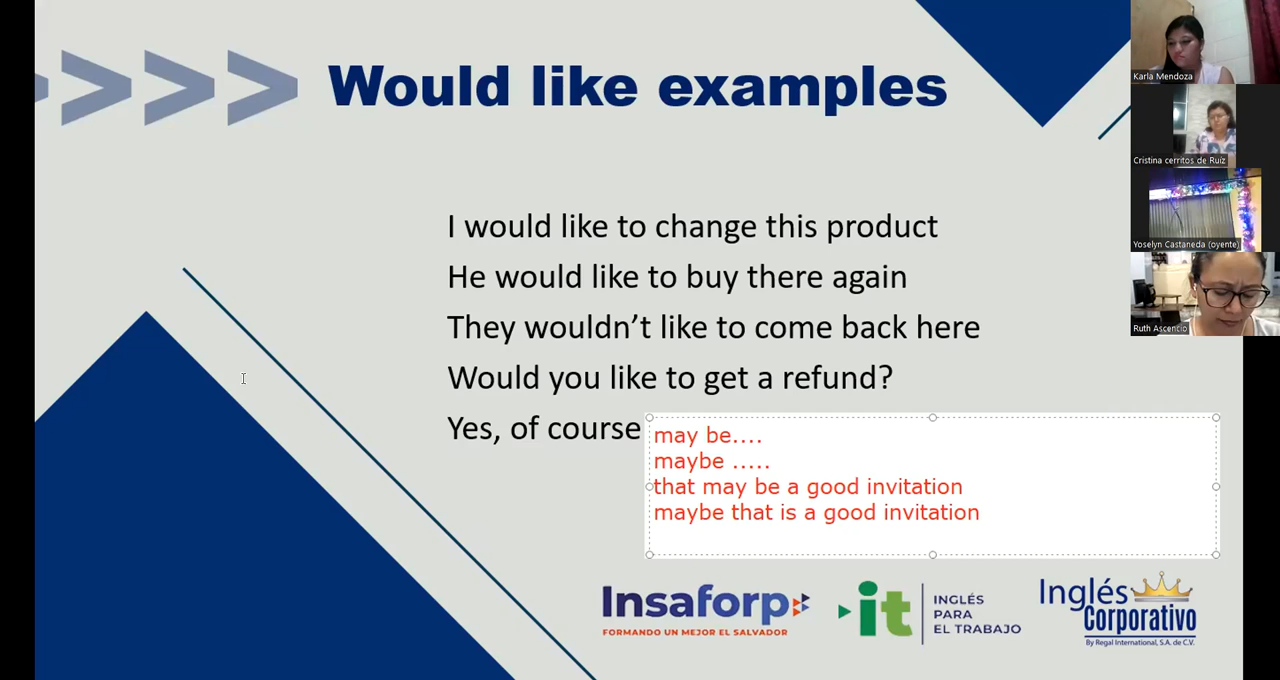 Would like examples
I would like to change this product
He would like to buy there again
They wouldn't like to come back here
Would you like to get a refund?
Yes, of course
may be....
maybe .....
that may be a good invitation
maybe that is a good invitation
Insaforp
FORMANDO UN MEJOR EL SALVADOR
it
INGLÉS
PARA
EL TRABAJO
Inglés
Corporativo
By Regal International, S.A. de C.V.
Karla Mendoza
Cristina cerritos de Ruíz
Yoselyn Castaneda (oyente)
Ruth Ascencio